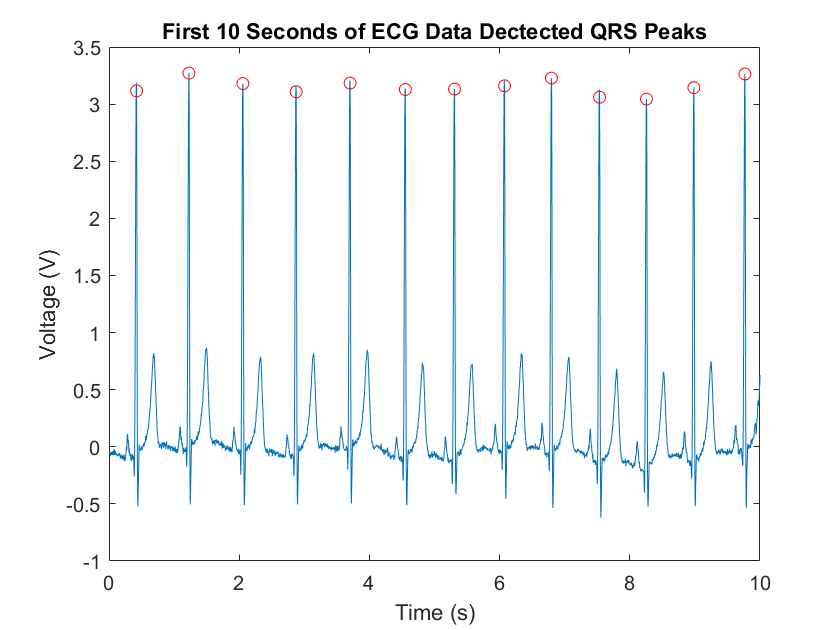 First 10 Seconds of ECG Data Dectected QRS Peaks
3.5
3
2.5
2
1.5
1
0.5
0
-0.5
-1
Voltage (V)
0 2 4 6 8 10
Time (s)